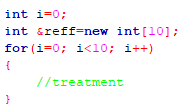 int i=0;
int &reff=new int[10];
for(i=0; i<10; i++)
{
//treatment
}